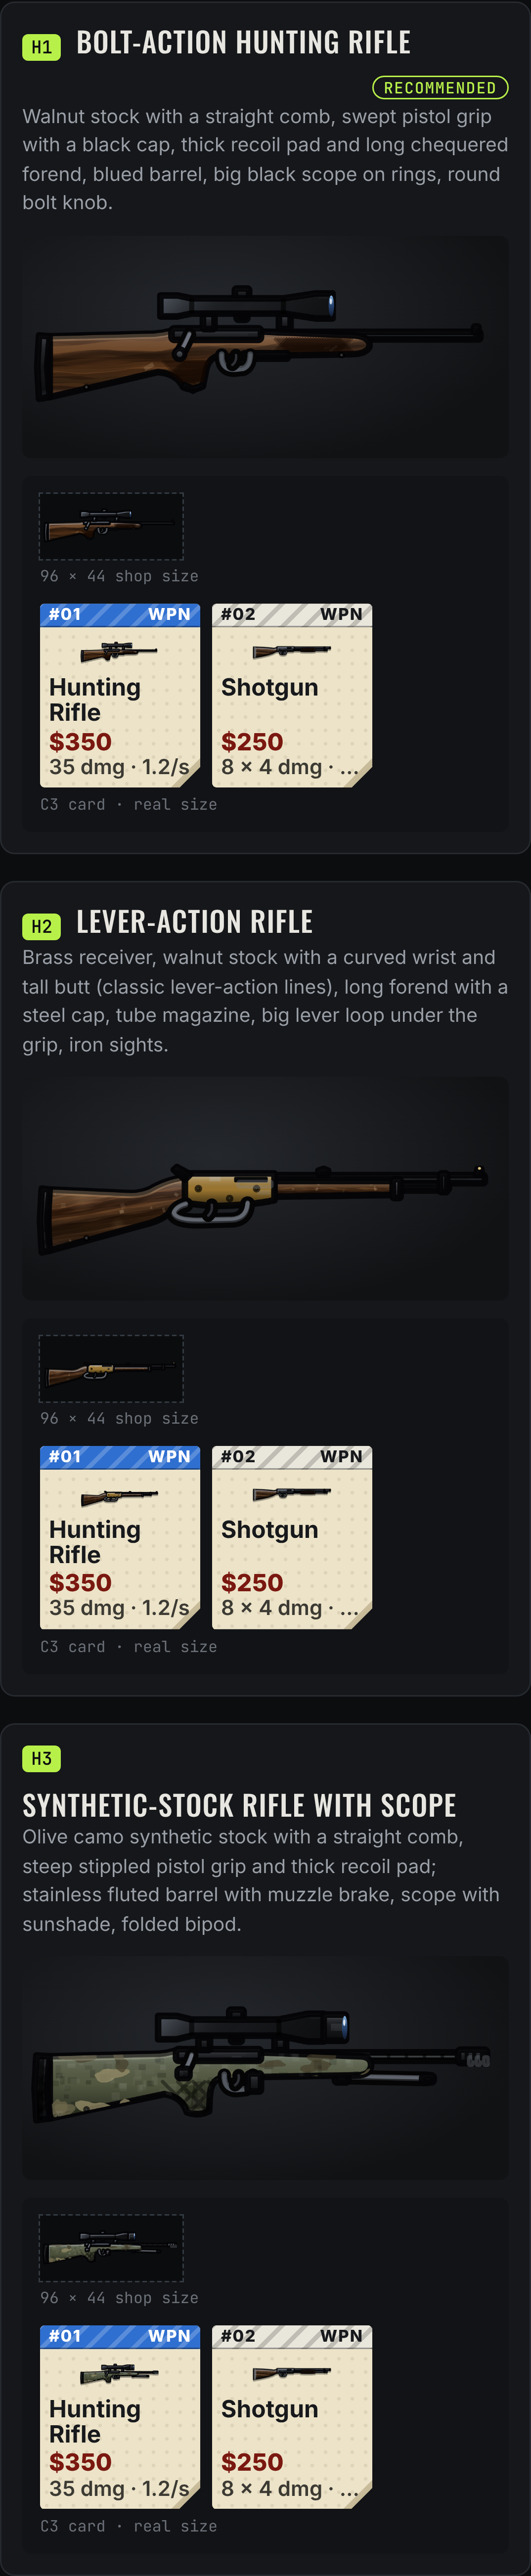 H1 BOLT-ACTION HUNTING RIFLE
RECOMMENDED
Walnut stock with a straight comb, swept pistol grip
with a black cap, thick recoil pad and long chequered
forend, blued barrel, big black scope on rings, round
bolt knob.
96 × 44 shop size
#01 WPN
Hunting
Rifle
$350
35 dmg · 1.2/s
#02 WPN
Shotgun
$250
8 × 4 dmg · ...
C3 card · real size
H2 LEVER-ACTION RIFLE
Brass receiver, walnut stock with a curved wrist and
tall butt (classic lever-action lines), long forend with a
steel cap, tube magazine, big lever loop under the
grip, iron sights.
96 × 44 shop size
#01 WPN
Hunting
Rifle
$350
35 dmg · 1.2/s
#02 WPN
Shotgun
$250
8 × 4 dmg · ...
C3 card · real size
H3
SYNTHETIC-STOCK RIFLE WITH SCOPE
Olive camo synthetic stock with a straight comb,
steep stippled pistol grip and thick recoil pad;
stainless fluted barrel with muzzle brake, scope with
sunshade, folded bipod.
96 × 44 shop size
#01 WPN
Hunting
Rifle
$350
35 dmg · 1.2/s
#02 WPN
Shotgun
$250
8 × 4 dmg · ...
C3 card · real size